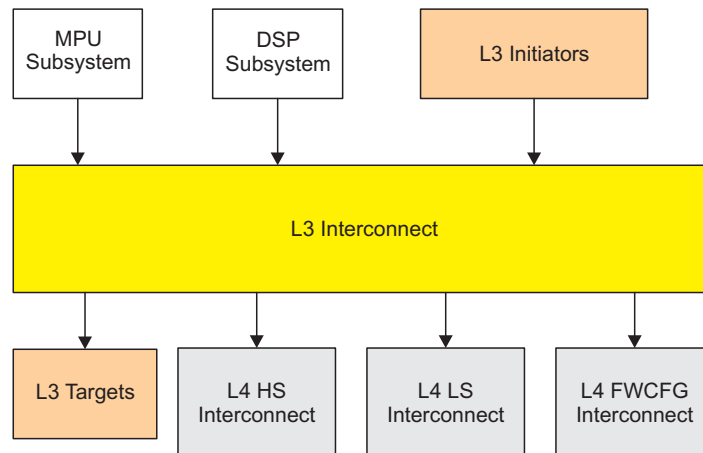 MPU
Subsystem
DSP
Subsystem
L3 Initiators
L3 Interconnect
L3 Targets
L4 HS
Interconnect
L4 LS
Interconnect
L4 FWCFG
Interconnect